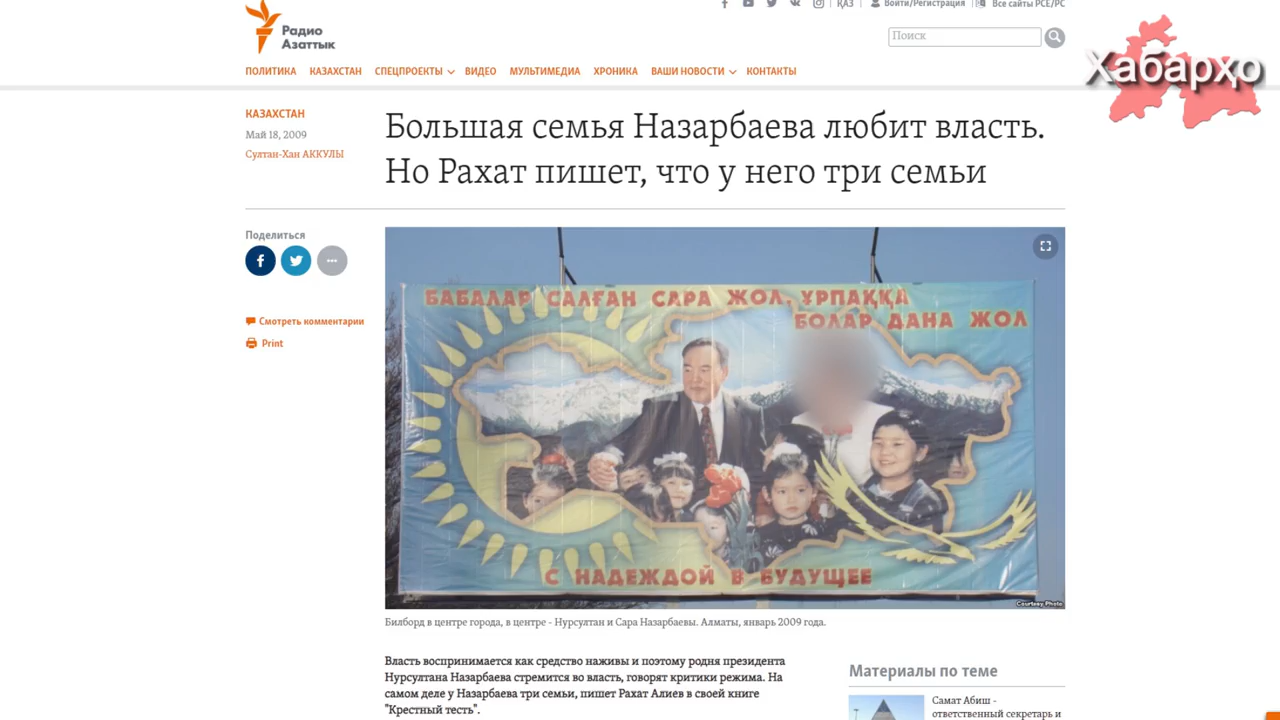 Радио
Азаттык
ҚАЗ
Войти/Регистрация
Все сайты РСЕ/РС
Поиск
Хабарҳо
ПОЛИТИКА КАЗАХСТАН СПЕЦПРОЕКТЫ ВИДЕО МУЛЬТИМЕДИА ХРОНИКА ВАШИ НОВОСТИ КОНТАКТЫ
КАЗАХСТАН
Май 18, 2009
Султан-Хан АККУЛЫ
Большая семья Назарбаева любит власть.
Но Рахат пишет, что у него три семьи
Поделиться
Смотреть комментарии
Print
БАБАЛАР САЛҒАН САРА ЖОЛ, ҰРПАҚҚА
БОЛАР ДАНА ЖОЛ
С НАДЕЖДОЙ В БУДУЩЕЕ
Courtesy Photo
Билборд в центре города, в центре - Нурсултан и Сара Назарбаевы. Алматы, январь 2009 года.
Власть воспринимается как средство наживы и поэтому родня президента
Нурсултана Назарбаева стремится во власть, говорят критики режима. На
самом деле у Назарбаева три семьи, пишет Рахат Алиев в своей книге
"Крестный тесть".
Материалы по теме
Самат Абиш -
ответственный секретарь и